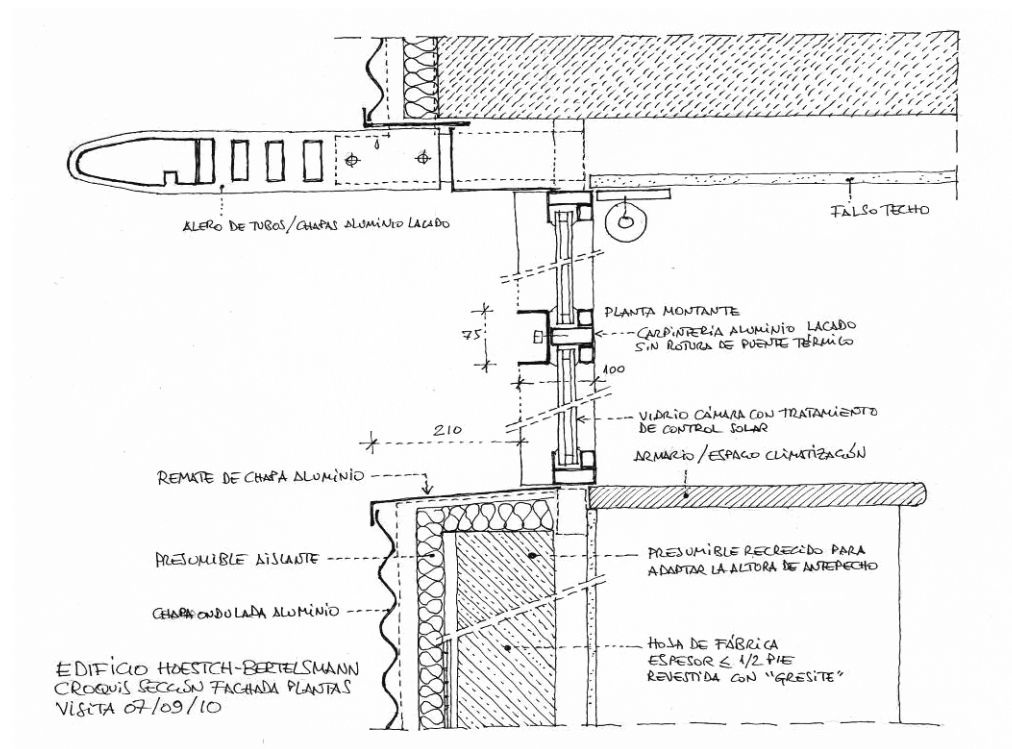 ALERO DE TUBOS/CHAPAS ALUMINIO LACADO
FALSO TECHO
75
PLANTA MONTANTE
CARPINTERÍA ALUMINIO LACADO
SIN ROTURA DE PUENTE TÉRMICO
100
210
VIDRIO CÁMARA CON TRATAMIENTO
DE CONTROL SOLAR
ARMARIO/ESPACIO CLIMATIZACIÓN
REMATE DE CHAPA ALUMINIO
PRESUMIBLE AISLANTE
PRESUMIBLE RECRECIDO PARA
ADAPTAR LA ALTURA DE ANTEPECHO
CHAPA ONDULADA ALUMINIO
HOJA DE FÁBRICA
ESPESOR ≤ 1/2 PIE
REVESTIDA CON "GRESITE"
EDIFICIO HOESTCH-BERTELSMANN
CROQUIS SECCIÓN FACHADA PLANTAS
VISITA 07/09/10